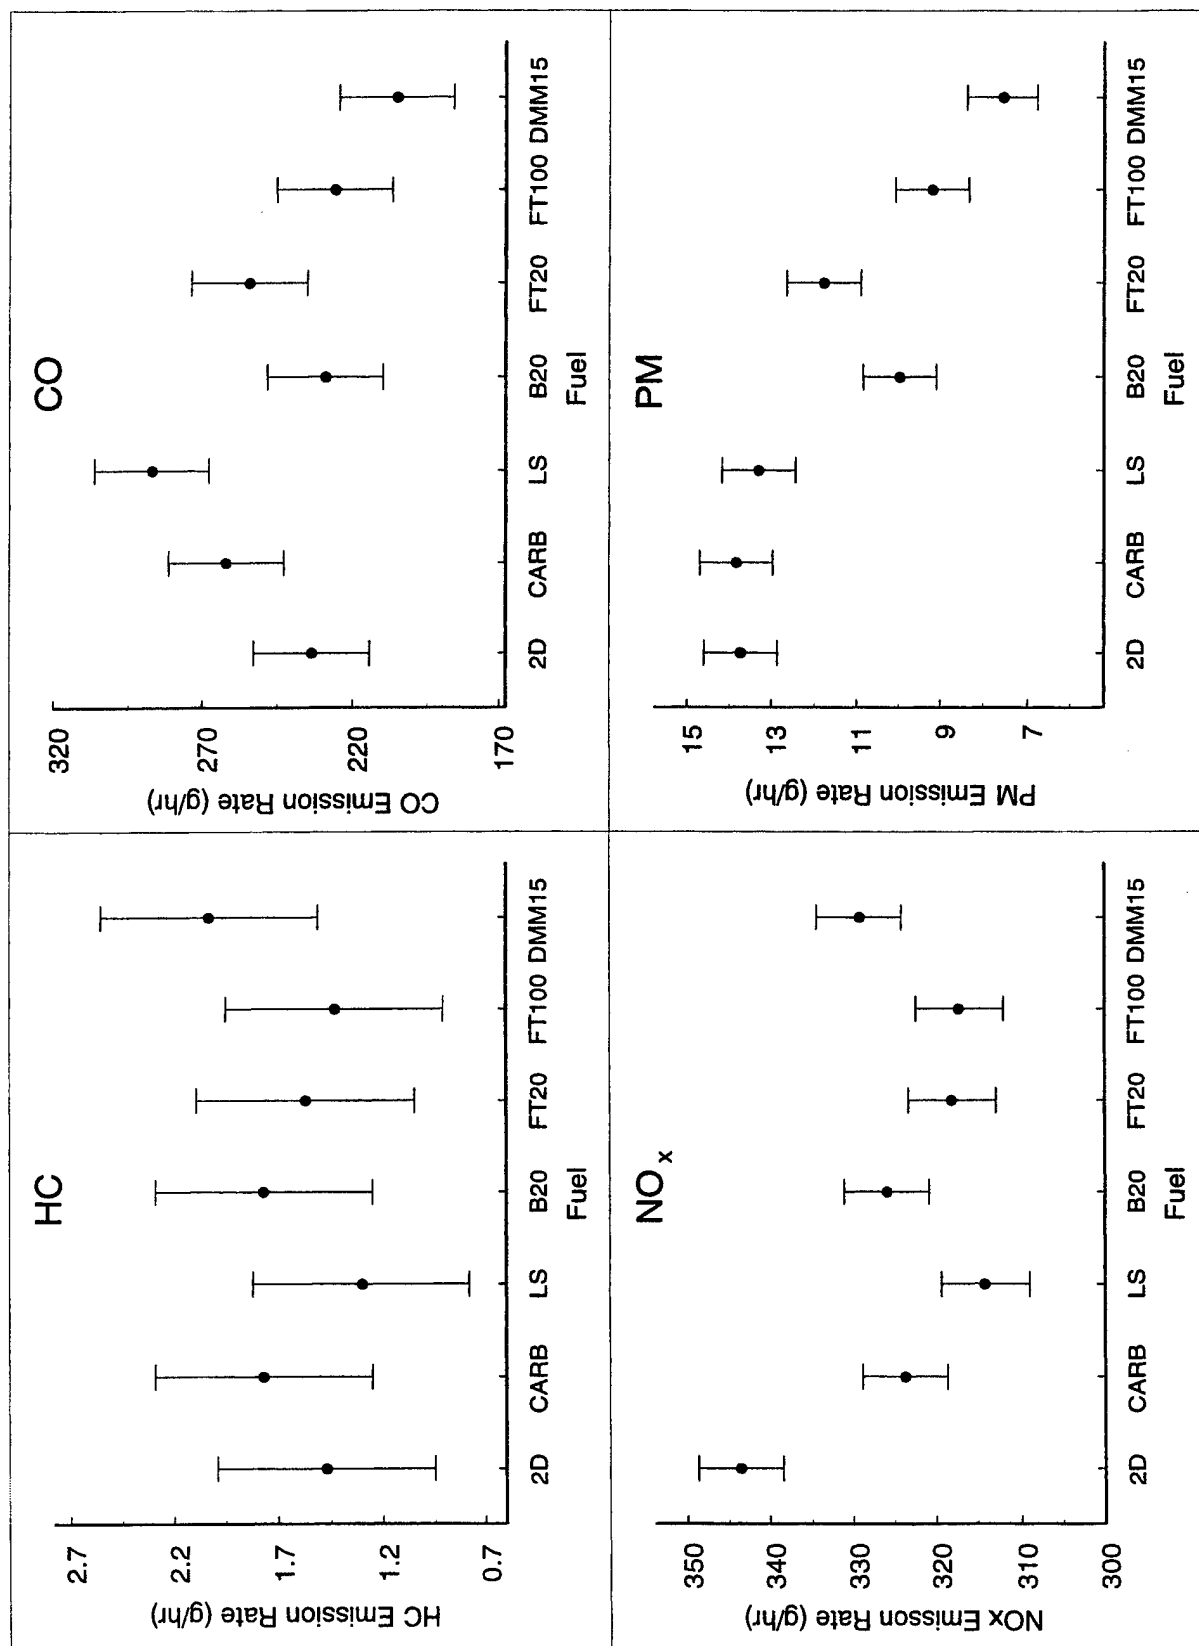 HC
HC Emission Rate (g/hr)
2.7
2.2
1.7
1.2
0.7
2D CARB LS B20 FT20 FT100 DMM15
Fuel
CO
CO Emission Rate (g/hr)
320
270
220
170
2D CARB LS B20 FT20 FT100 DMM15
Fuel
NOx
NOx Emisson Rate (g/hr)
350
340
330
320
310
300
2D CARB LS B20 FT20 FT100 DMM15
Fuel
PM
PM Emission Rate (g/hr)
15
13
11
9
7
2D CARB LS B20 FT20 FT100 DMM15
Fuel